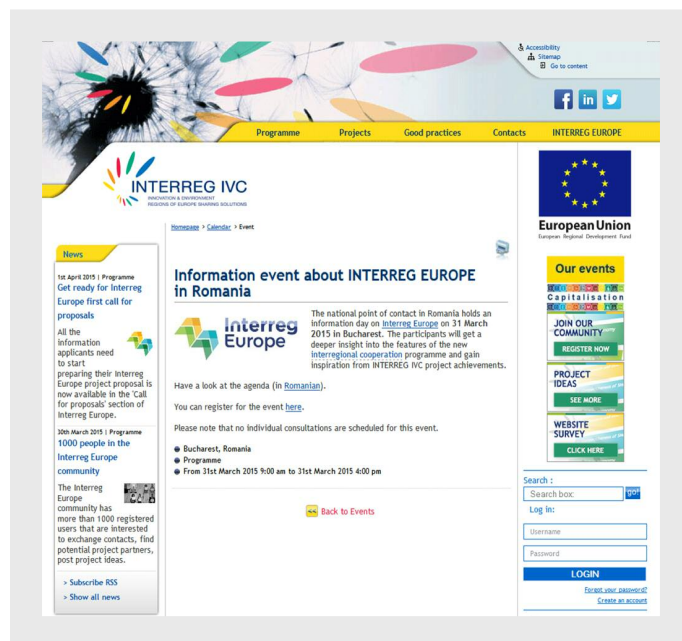 Accessibility
Sitemap
Go to content
Programme Projects Good practices Contacts INTERREG EUROPE
INTERREG IVC
INNOVATION & ENVIRONMENT
REGIONS OF EUROPE SHARING SOLUTIONS
European Union
European Regional Development Fund
Homepage > Calendar > Event
News
1st April 2015 | Programme
Get ready for Interreg
Europe first call for
proposals
All the
information
applicants need
to start
preparing their Interreg
Europe project proposal is
now available in the 'Call
for proposals' section of
Interreg Europe.
30th March 2015 | Programme
1000 people in the
Interreg Europe
community
The Interreg
Europe
community has
more than 1000 registered
users that are interested
to exchange contacts, find
potential project partners,
post project ideas.
> Subscribe RSS
> Show all news
Information event about INTERREG EUROPE
in Romania
Interreg
Europe
The national point of contact in Romania holds an
information day on Interreg Europe on 31 March
2015 in Bucharest. The participants will get a
deeper insight into the features of the new
interregional cooperation programme and gain
inspiration from INTERREG IVC project achievements.
Have a look at the agenda (in Romanian).
You can register for the event here.
Please note that no individual consultations are scheduled for this event.
Bucharest, Romania
Programme
From 31st March 2015 9:00 am to 31st March 2015 4:00 pm
<< Back to Events
Our events
Capitalisation
JOIN OUR
COMMUNITY
REGISTER NOW
PROJECT
IDEAS
SEE MORE
WEBSITE
SURVEY
CLICK HERE
Search :
Search box: go!
Log in:
Username
Password
LOGIN
Forgot your password?
Create an account